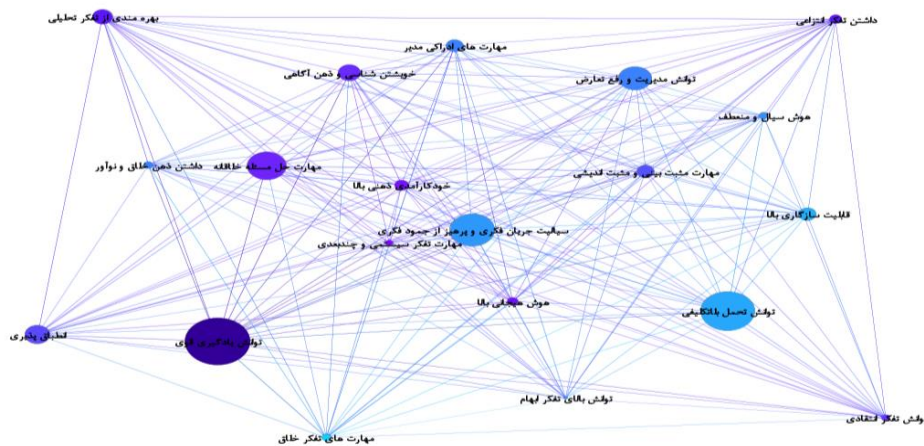 بهره مندی از تفکر تحلیلی
داشتن تفکر انتزاعی
مهارت های ادراکی مدیر
خویشتن شناسی و ذهن آگاهی
توانش مدیریت و رفع تعارض
هوش سیال و منعطف
داشتن ذهن خلاق و نوآور
مهارت حل مسئله خلاقانه
مهارت مثبت بینی و مثبت اندیشی
خودکارآمدی ذهنی بالا
قابلیت سازگاری بالا
سیالیت جریان فکری و پرهیز از جمود فکری
مهارت تفکر سیستمی و چندبعدی
هوش هیجانی بالا
توانش تحمل بلاتکلیفی
انطباق پذیری
توانش یادگیری قوی
توانش بالای تفکر ابهام
وانش تفکر انتقادی
مهارت های تفکر خلاق